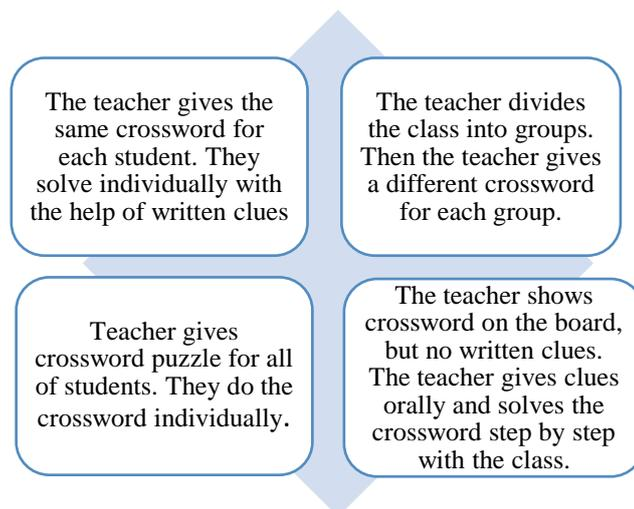 The teacher gives the
same crossword for
each student. They
solve individually with
the help of written clues
The teacher divides
the class into groups.
Then the teacher gives
a different crossword
for each group.
Teacher gives
crossword puzzle for all
of students. They do the
crossword individually.
The teacher shows
crossword on the board,
but no written clues.
The teacher gives clues
orally and solves the
crossword step by step
with the class.